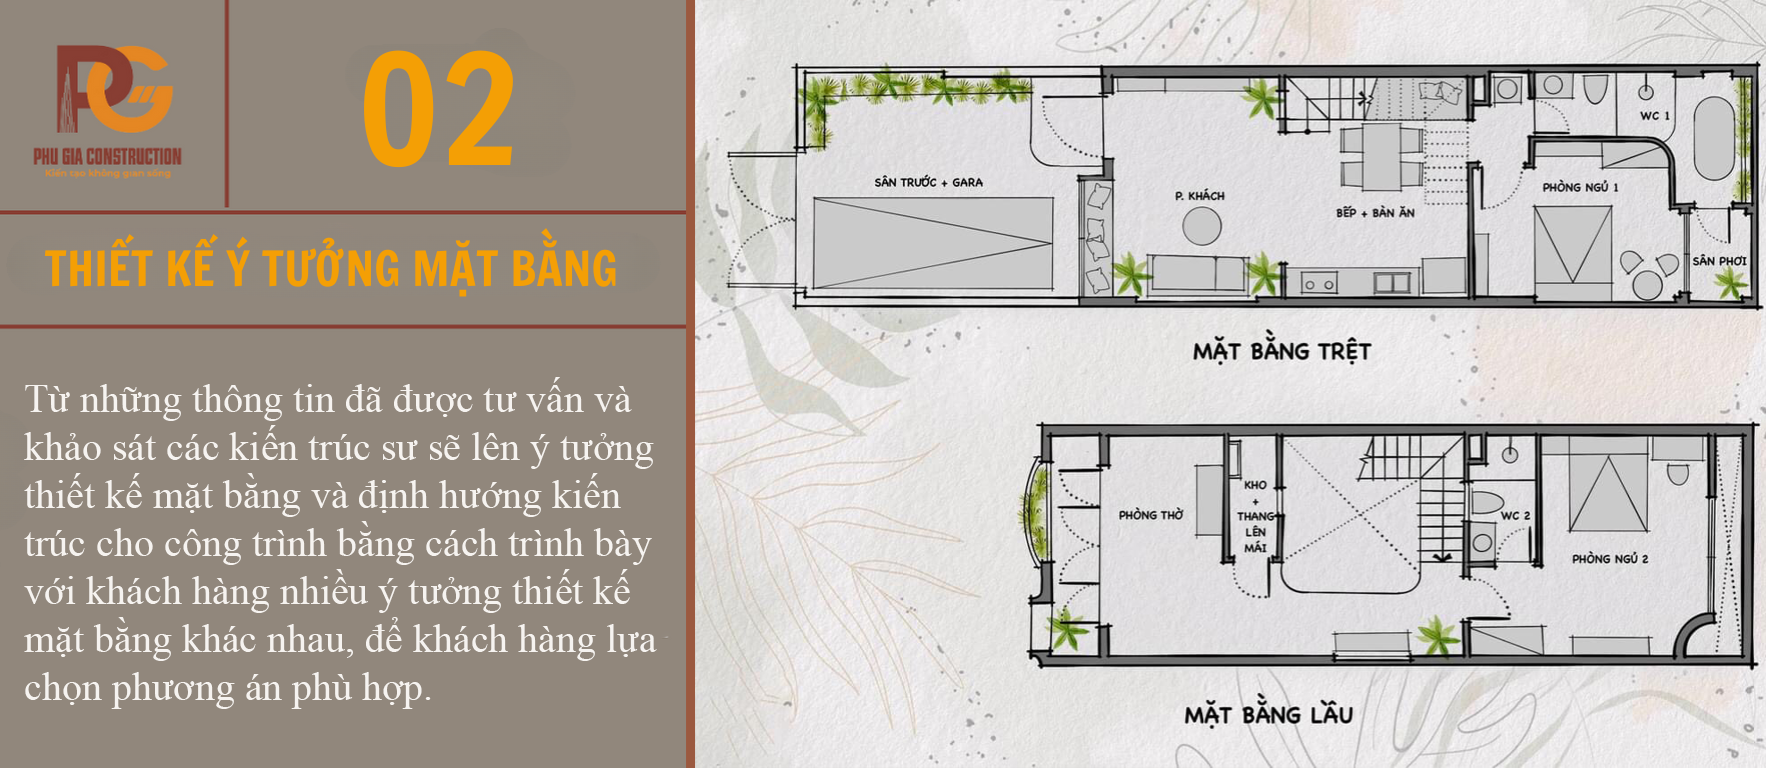 PG
PHU GIA CONSTRUCTION
Kiến tạo không gian sống
02
THIẾT KẾ Ý TƯỞNG MẶT BẰNG
Từ những thông tin đã được tư vấn và
khảo sát các kiến trúc sư sẽ lên ý tưởng
thiết kế mặt bằng và định hướng kiến
trúc cho công trình bằng cách trình bày
với khách hàng nhiều ý tưởng thiết kế
mặt bằng khác nhau, để khách hàng lựa
chọn phương án phù hợp.
SÂN TRƯỚC + GARA
P. KHÁCH
BẾP + BÀN ĂN
PHÒNG NGỦ 1
WC 1
SÂN PHƠI
MẶT BẰNG TRỆT
PHÒNG THỜ
KHO
+
THANG
LÊN
MÁI
WC 2
PHÒNG NGỦ 2
MẶT BẰNG LẦU